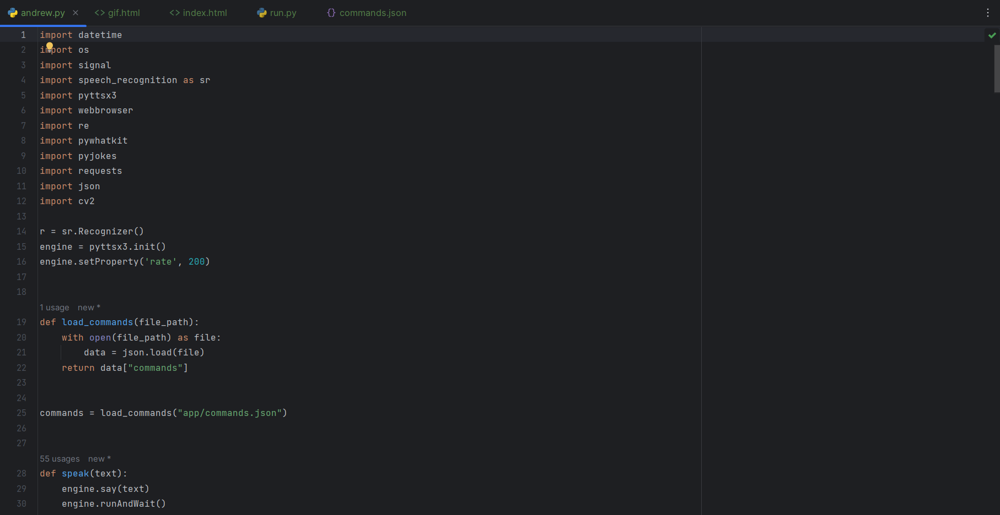 andrew.py gif.html index.html run.py commands.json
1 import datetime
2 import os
3 import signal
4 import speech_recognition as sr
5 import pyttsx3
6 import webbrowser
7 import re
8 import pywhatkit
9 import pyjokes
10 import requests
11 import json
12 import cv2
13
14 r = sr.Recognizer()
15 engine = pyttsx3.init()
16 engine.setProperty('rate', 200)
17
18
1 usage new *
19 def load_commands(file_path):
20     with open(file_path) as file:
21         data = json.load(file)
22     return data["commands"]
23
24
25 commands = load_commands("app/commands.json")
26
27
55 usages new *
28 def speak(text):
29     engine.say(text)
30     engine.runAndWait()